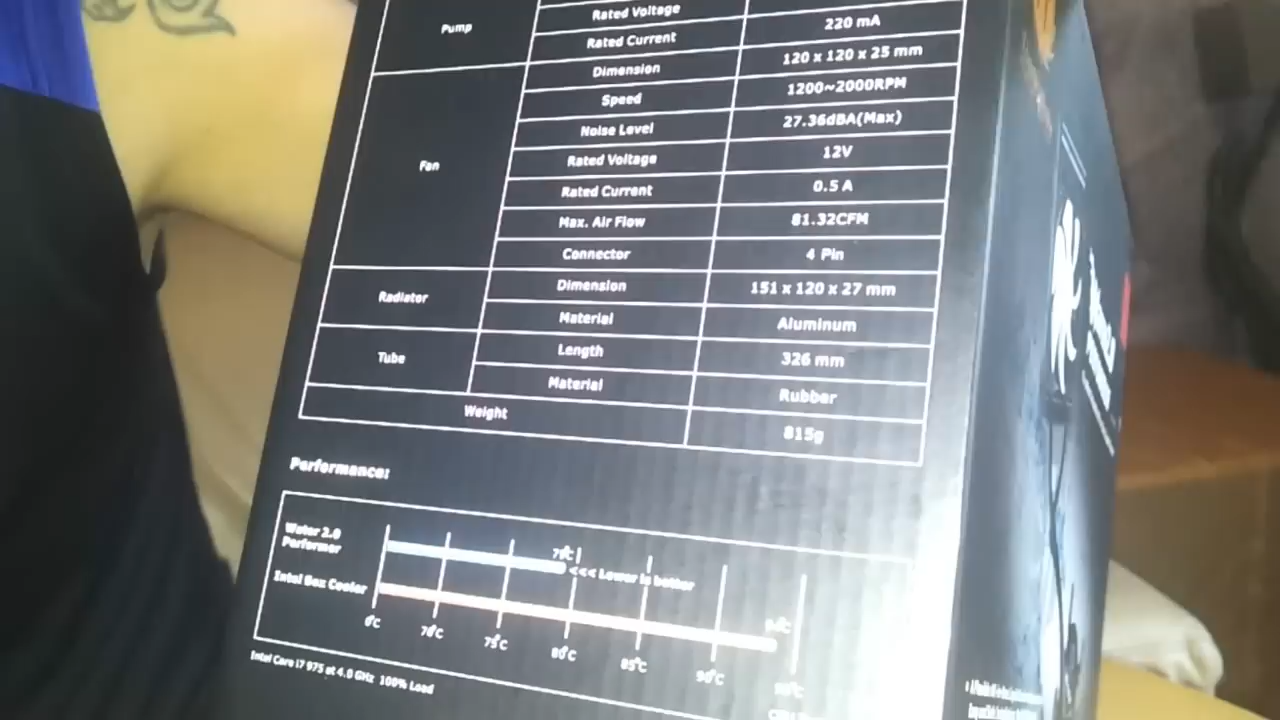 Pump Rated Voltage
Rated Current 220 mA
Fan Dimension 120 x 120 x 25 mm
Speed 1200~2000RPM
Noise Level 27.36dBA(Max)
Rated Voltage 12V
Rated Current 0.5 A
Max. Air Flow 81.32CFM
Connector 4 Pin
Radiator Dimension 151 x 120 x 27 mm
Material Aluminum
Tube Length 326 mm
Material Rubber
Weight 815g
Performance:
Water 2.0
Performer
79°C
<<< Lower is better
Intel Box Cooler
0°C 70°C 75°C 80°C 85°C 90°C
Intel Core i7 975 at 4.0 GHz 100% Load